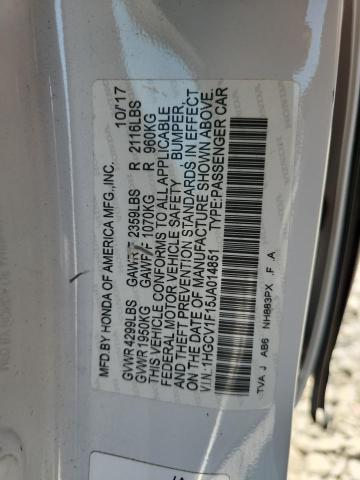 MFD.BY HONDA OF AMERICA MFG.,INC. 10/17
GVWR 4299LBS GAWR F 2359LBS R 2116LBS
GVWR 1950KG GAWR F 1070KG R 960KG
THIS VEHICLE CONFORMS TO ALL APPLICABLE
FEDERAL MOTOR VEHICLE SAFETY, BUMPER,
AND THEFT PREVENTION STANDARDS IN EFFECT
ON THE DATE OF MANUFACTURE SHOWN ABOVE.
V.I.N.:1HGCV1F15JA014851 TYPE:PASSENGER CAR
TVA J AB6 NH883PX .F .A